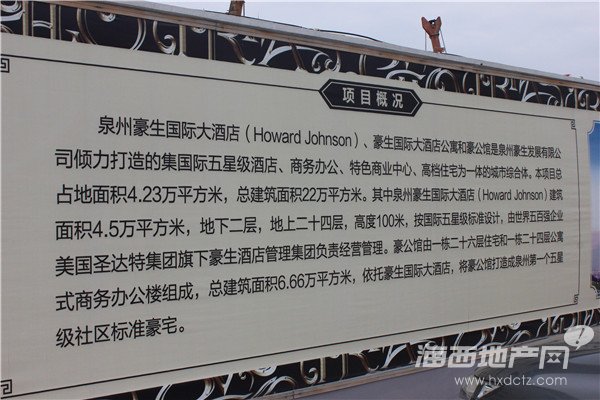 项目概况
泉州豪生国际大酒店（Howard Johnson）、豪生国际大酒店公寓和豪公馆是泉州豪生发展有限公
司倾力打造的集国际五星级酒店、商务办公、特色商业中心、高档住宅为一体的城市综合体。本项目总
占地面积4.23万平方米，总建筑面积22万平方米。其中泉州豪生国际大酒店（Howard Johnson）建筑
面积4.5万平方米，地下二层，地上二十四层，高度100米，按国际五星级标准设计，由世界五百强企业
美国圣达特集团旗下豪生酒店管理集团负责经营管理。豪公馆由一栋二十六层住宅和一栋二十四层公寓
式商务办公楼组成，总建筑面积6.66万平方米，依托豪生国际大酒店，将豪公馆打造成泉州第一个五星
级社区标准豪宅。
海西地产网
www.hxdctz.com